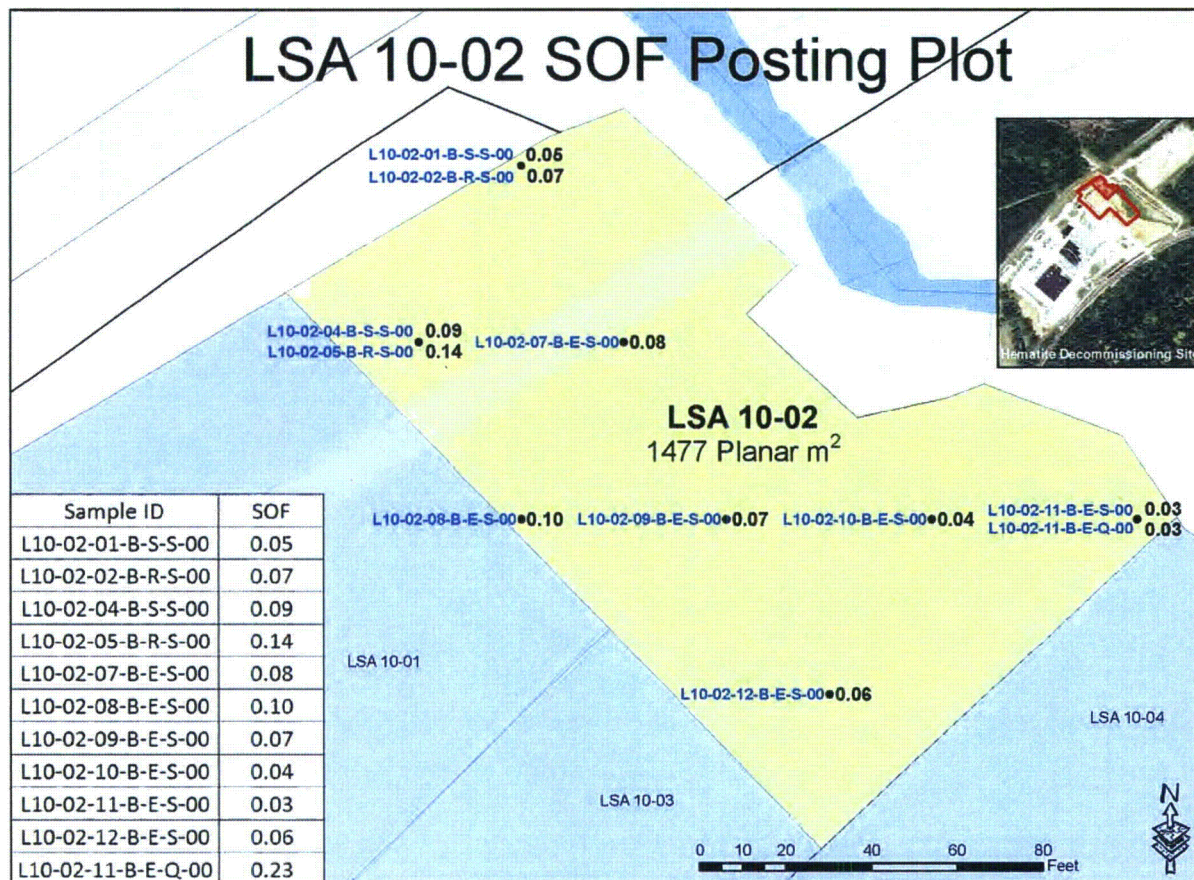 LSA 10-02 SOF Posting Plot
L10-02-01-B-S-S-00 0.05
L10-02-02-B-R-S-00 0.07
Hematite Decommissioning Site
L10-02-04-B-S-S-00 0.09
L10-02-05-B-R-S-00 0.14
L10-02-07-B-E-S-00 0.08
LSA 10-02
1477 Planar m²
L10-02-08-B-E-S-00 0.10
L10-02-09-B-E-S-00 0.07
L10-02-10-B-E-S-00 0.04
L10-02-11-B-E-S-00 0.03
L10-02-11-B-E-Q-00 0.03
Sample ID SOF
L10-02-01-B-S-S-00 0.05
L10-02-02-B-R-S-00 0.07
L10-02-04-B-S-S-00 0.09
L10-02-05-B-R-S-00 0.14
L10-02-07-B-E-S-00 0.08
L10-02-08-B-E-S-00 0.10
L10-02-09-B-E-S-00 0.07
L10-02-10-B-E-S-00 0.04
L10-02-11-B-E-S-00 0.03
L10-02-12-B-E-S-00 0.06
L10-02-11-B-E-Q-00 0.23
LSA 10-01
L10-02-12-B-E-S-00 0.06
LSA 10-04
LSA 10-03
N
0 10 20 40 60 80
Feet